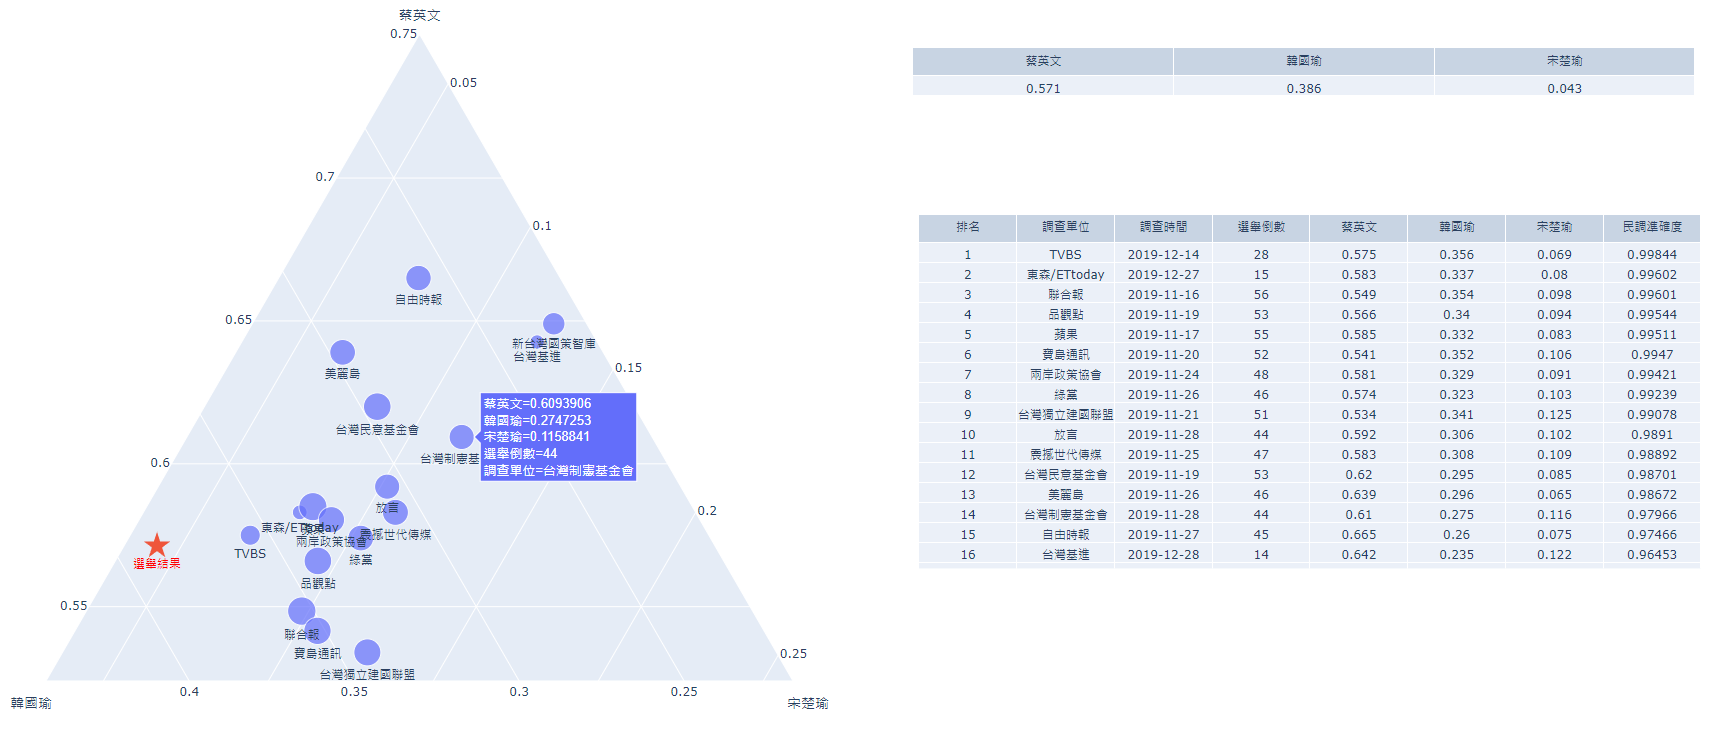 蔡英文
0.75
0.05
0.7
0.1
自由時報
0.65
新台灣國策智庫
台灣基進
0.15
美麗島
蔡英文=0.6093906
韓國瑜=0.2747253
宋楚瑜=0.1158841
選舉倒數=44
調查單位=台灣制憲基金會
台灣民意基金會
台灣制憲基
0.6
放言
0.2
東森/ETtoday
蘋果
震撼世代傳媒
兩岸政策協會
TVBS
綠黨
選舉結果
品觀點
0.55
聯合報
寶島通訊
0.25
台灣獨立建國聯盟
0.4 0.35 0.3 0.25
韓國瑜 宋楚瑜
蔡英文 韓國瑜 宋楚瑜
0.571 0.386 0.043
排名 調查單位 調查時間 選舉倒數 蔡英文 韓國瑜 宋楚瑜 民調準確度
1 TVBS 2019-12-14 28 0.575 0.356 0.069 0.99844
2 東森/ETtoday 2019-12-27 15 0.583 0.337 0.08 0.99602
3 聯合報 2019-11-16 56 0.549 0.354 0.098 0.99601
4 品觀點 2019-11-19 53 0.566 0.34 0.094 0.99544
5 蘋果 2019-11-17 55 0.585 0.332 0.083 0.99511
6 寶島通訊 2019-11-20 52 0.541 0.352 0.106 0.9947
7 兩岸政策協會 2019-11-24 48 0.581 0.329 0.091 0.99421
8 綠黨 2019-11-26 46 0.574 0.323 0.103 0.99239
9 台灣獨立建國聯盟 2019-11-21 51 0.534 0.341 0.125 0.99078
10 放言 2019-11-28 44 0.592 0.306 0.102 0.9891
11 震撼世代傳媒 2019-11-25 47 0.583 0.308 0.109 0.98892
12 台灣民意基金會 2019-11-19 53 0.62 0.295 0.085 0.98701
13 美麗島 2019-11-26 46 0.639 0.296 0.065 0.98672
14 台灣制憲基金會 2019-11-28 44 0.61 0.275 0.116 0.97966
15 自由時報 2019-11-27 45 0.665 0.26 0.075 0.97466
16 台灣基進 2019-12-28 14 0.642 0.235 0.122 0.96453